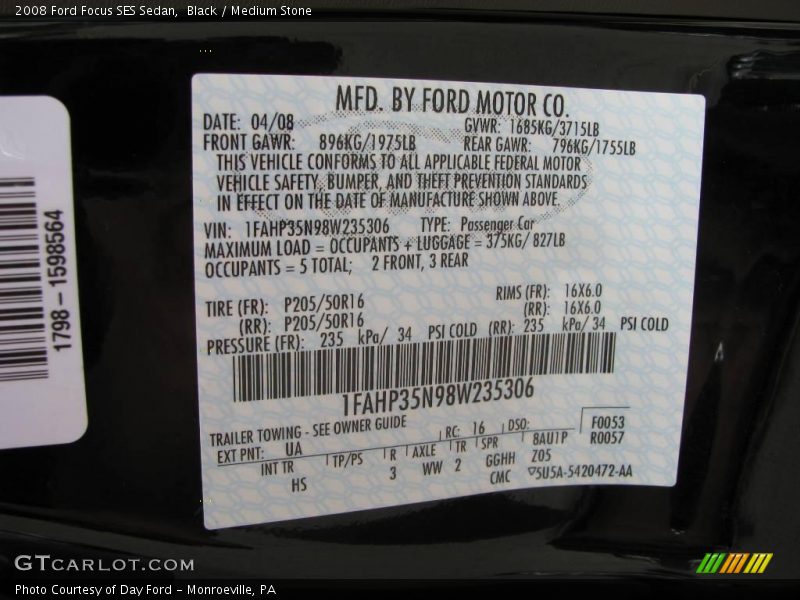 2008 Ford Focus SES Sedan, Black / Medium Stone
1798 - 1598564
MFD. BY FORD MOTOR CO.
DATE: 04/08 GVWR: 1685KG/3715LB
FRONT GAWR: 896KG/1975LB REAR GAWR: 796KG/1755LB
THIS VEHICLE CONFORMS TO ALL APPLICABLE FEDERAL MOTOR
VEHICLE SAFETY, BUMPER, AND THEFT PREVENTION STANDARDS
IN EFFECT ON THE DATE OF MANUFACTURE SHOWN ABOVE.
VIN: 1FAHP35N98W235306 TYPE: Passenger Car
MAXIMUM LOAD = OCCUPANTS + LUGGAGE = 375KG/ 827LB
OCCUPANTS = 5 TOTAL; 2 FRONT, 3 REAR
TIRE (FR): P205/50R16 RIMS (FR): 16X6.0
(RR): P205/50R16 (RR): 16X6.0
PRESSURE (FR): 235 kPa/ 34 PSI COLD (RR): 235 kPa/ 34 PSI COLD
1FAHP35N98W235306
TRAILER TOWING - SEE OWNER GUIDE RC: 16 DSO: F0053
EXT PNT: UA 8AU1P R0057
INT TR TP/PS R AXLE TR SPR Z05
HS 3 WW 2 GGHH
CMC 5U5A-5420472-AA
GTCARLOT.COM
Photo Courtesy of Day Ford - Monroeville, PA